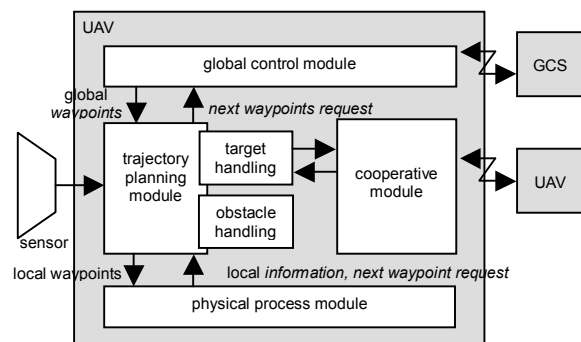 UAV
global control module
GCS
global
waypoints
next waypoints request
trajectory
planning
module
target
handling
cooperative
module
UAV
obstacle
handling
sensor
local waypoints
local information, next waypoint request
physical process module